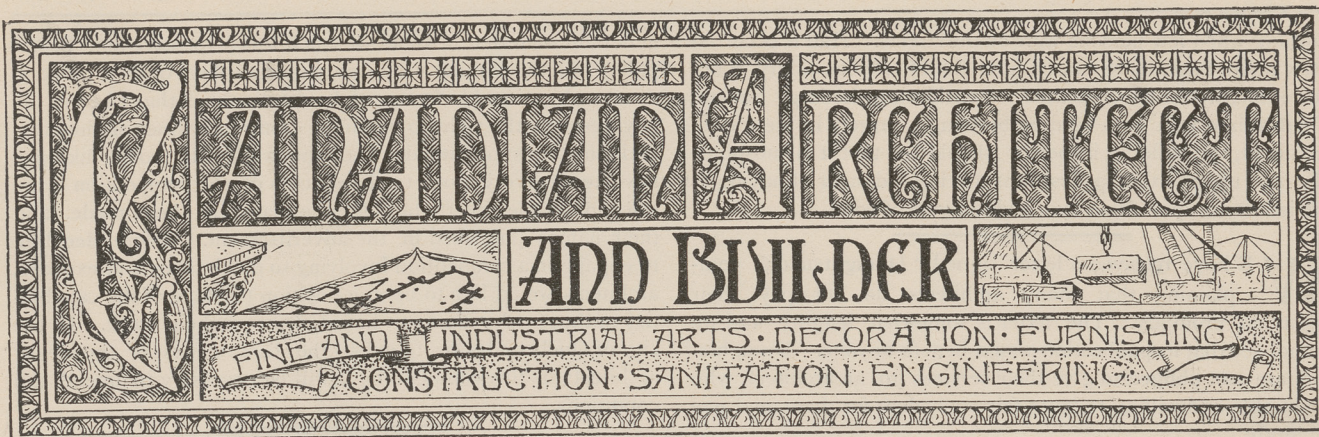 CANADIAN ARCHITECT
AND BUILDER
FINE AND INDUSTRIAL ARTS · DECORATION · FURNISHING
CONSTRUCTION · SANITATION ENGINEERING ·